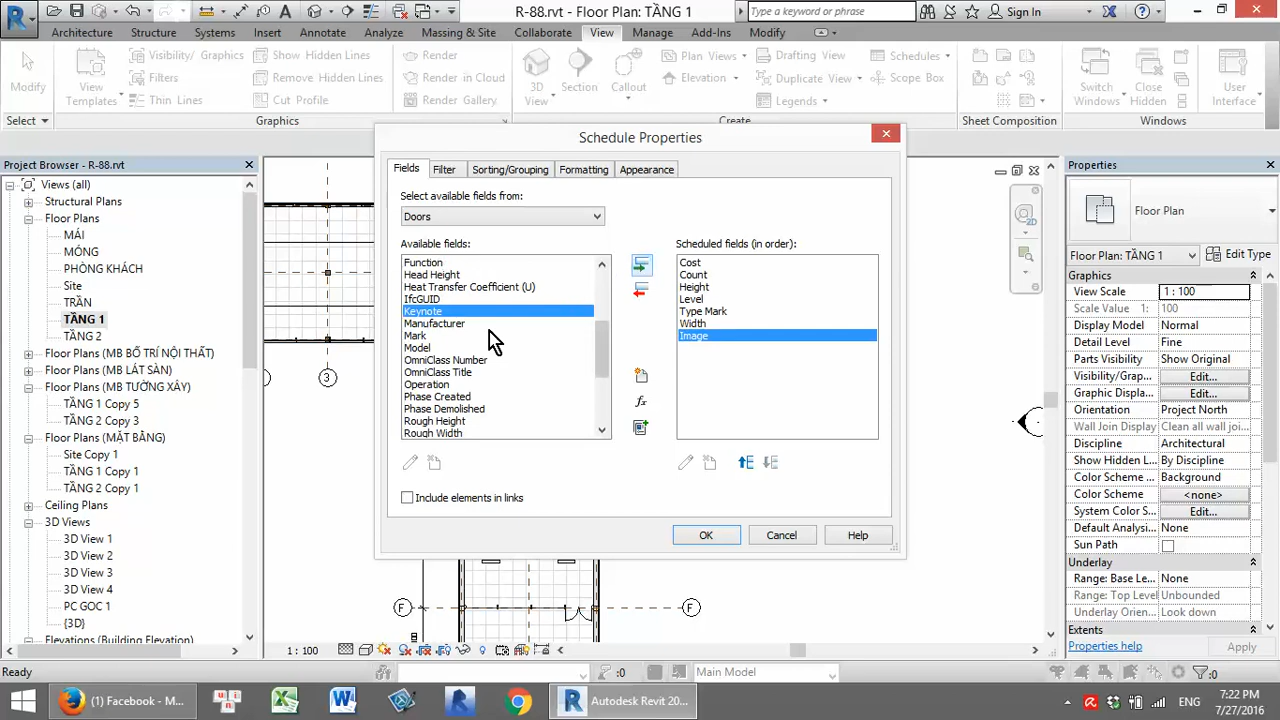 R-88.rvt - Floor Plan: TẦNG 1
Type a keyword or phrase
Sign In
Architecture Structure Systems Insert Annotate Analyze Massing & Site Collaborate View Manage Add-Ins Modify
Modify
View Templates
Visibility/ Graphics
Filters
Thin Lines
Show Hidden Lines
Remove Hidden Lines
Cut Profile
Render
Render in Cloud
Render Gallery
3D View
Section
Callout
Plan Views
Elevation
Drafting View
Duplicate View
Legends
Schedules
Scope Box
Switch Windows
Close Hidden
User Interface
Select
Graphics
Create
Sheet Composition
Windows
Project Browser - R-88.rvt
Views (all)
Structural Plans
Floor Plans
MÁI
MÓNG
PHÒNG KHÁCH
Site
TRẦN
TẦNG 1
TẦNG 2
Floor Plans (MB BỐ TRÍ NỘI THẤT)
Floor Plans (MB LÁT SÀN)
Floor Plans (MB TƯỜNG XÂY)
TẦNG 1 Copy 5
TẦNG 2 Copy 3
Floor Plans (MẶT BẰNG)
Site Copy 1
TẦNG 1 Copy 1
TẦNG 2 Copy 1
Ceiling Plans
3D Views
3D View 1
3D View 2
3D View 3
3D View 4
PC GOC 1
{3D}
Elevations (Building Elevation)
3
F
F
Schedule Properties
Fields Filter Sorting/Grouping Formatting Appearance
Select available fields from:
Doors
Available fields:
Function
Head Height
Heat Transfer Coefficient (U)
IfcGUID
Keynote
Manufacturer
Mark
Model
OmniClass Number
OmniClass Title
Operation
Phase Created
Phase Demolished
Rough Height
Rough Width
fx
Scheduled fields (in order):
Cost
Count
Height
Level
Type Mark
Width
Image
Include elements in links
OK
Cancel
Help
2D
Properties
Floor Plan
Floor Plan: TẦNG 1
Edit Type
Graphics
View Scale 1 : 100
Scale Value 1: 100
Display Model Normal
Detail Level Fine
Parts Visibility Show Original
Visibility/Grap... Edit...
Graphic Displa... Edit...
Orientation Project North
Wall Join Display Clean all wall joi...
Discipline Architectural
Show Hidden L... By Discipline
Color Scheme ... Background
Color Scheme <none>
System Color S... Edit...
Default Analysi... None
Sun Path
Underlay
Range: Base Le... None
Range: Top Level Unbounded
Underlay Orien... Look down
Extents
Properties help
Apply
1 : 100
Ready
:0
Main Model
:0
(1) Facebook - M...
Autodesk Revit 20...
ENG
7:22 PM
7/27/2016